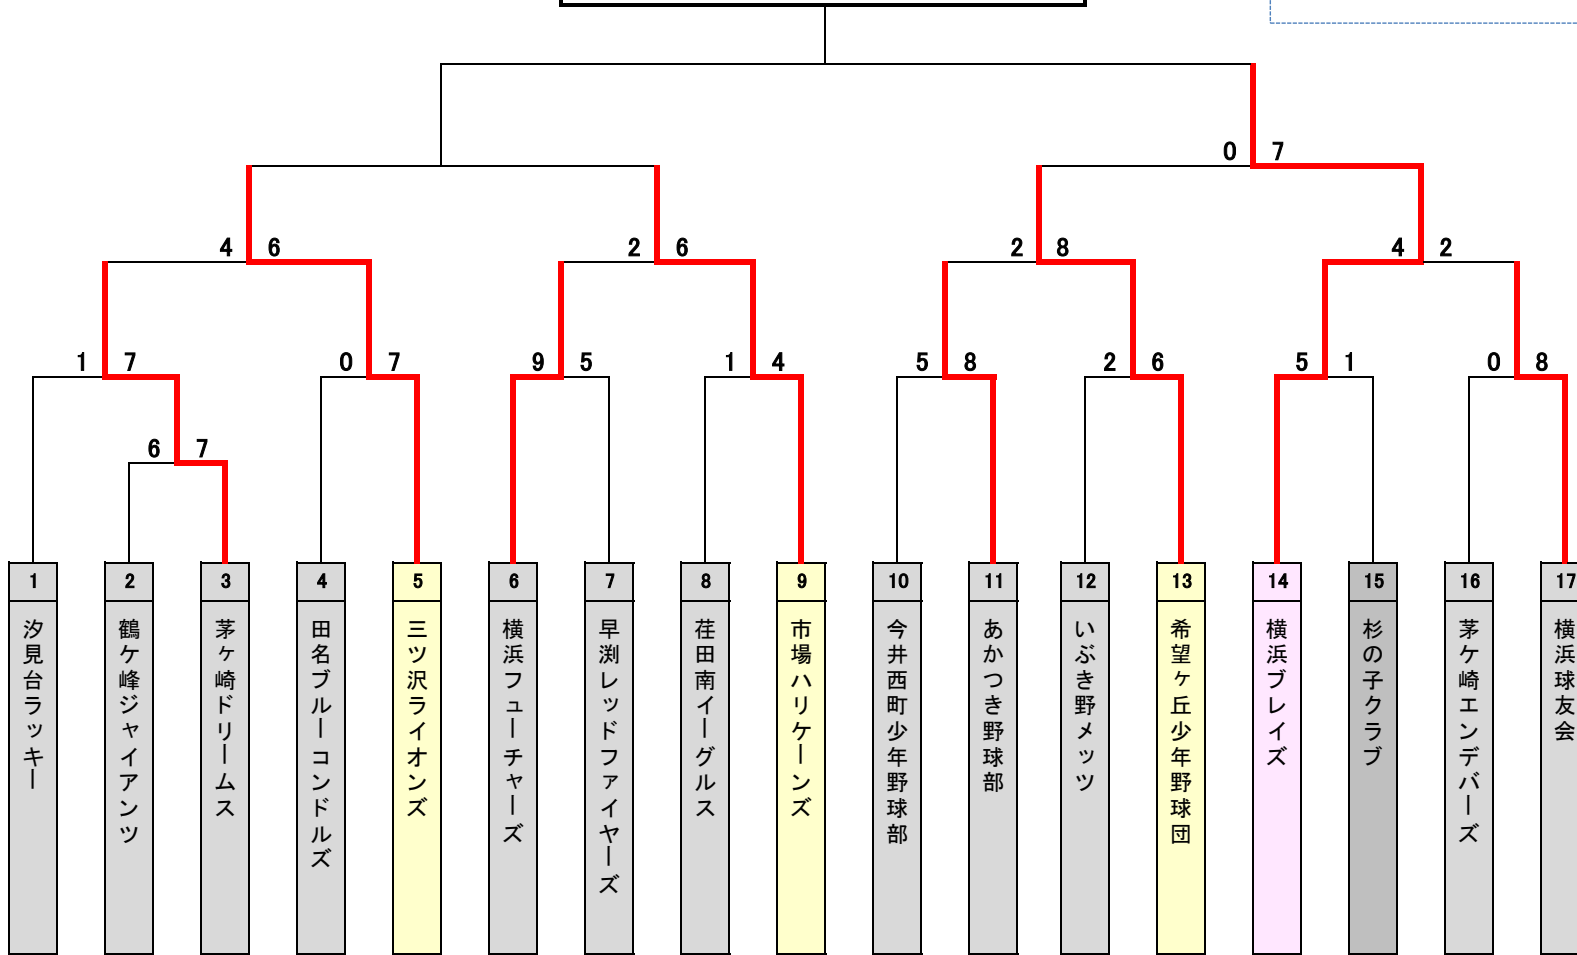 0 7
4 6 2 6 2 8 4 2
1 7 0 7 9 5 1 4 5 8 2 6 5 1 0 8
6 7
1 2 3 4 5 6 7 8 9 10 11 12 13 14 15 16 17
汐見台ラッキー
鶴ケ峰ジャイアンツ
茅ヶ崎ドリームス
田名ブルーコンドルズ
三ツ沢ライオンズ
横浜フューチャーズ
早渕レッドファイヤーズ
荏田南イーグルス
市場ハリケーンズ
今井西町少年野球部
あかつき野球部
いぶき野メッツ
希望ヶ丘少年野球団
横浜ブレイズ
杉の子クラブ
茅ケ崎エンデバーズ
横浜球友会